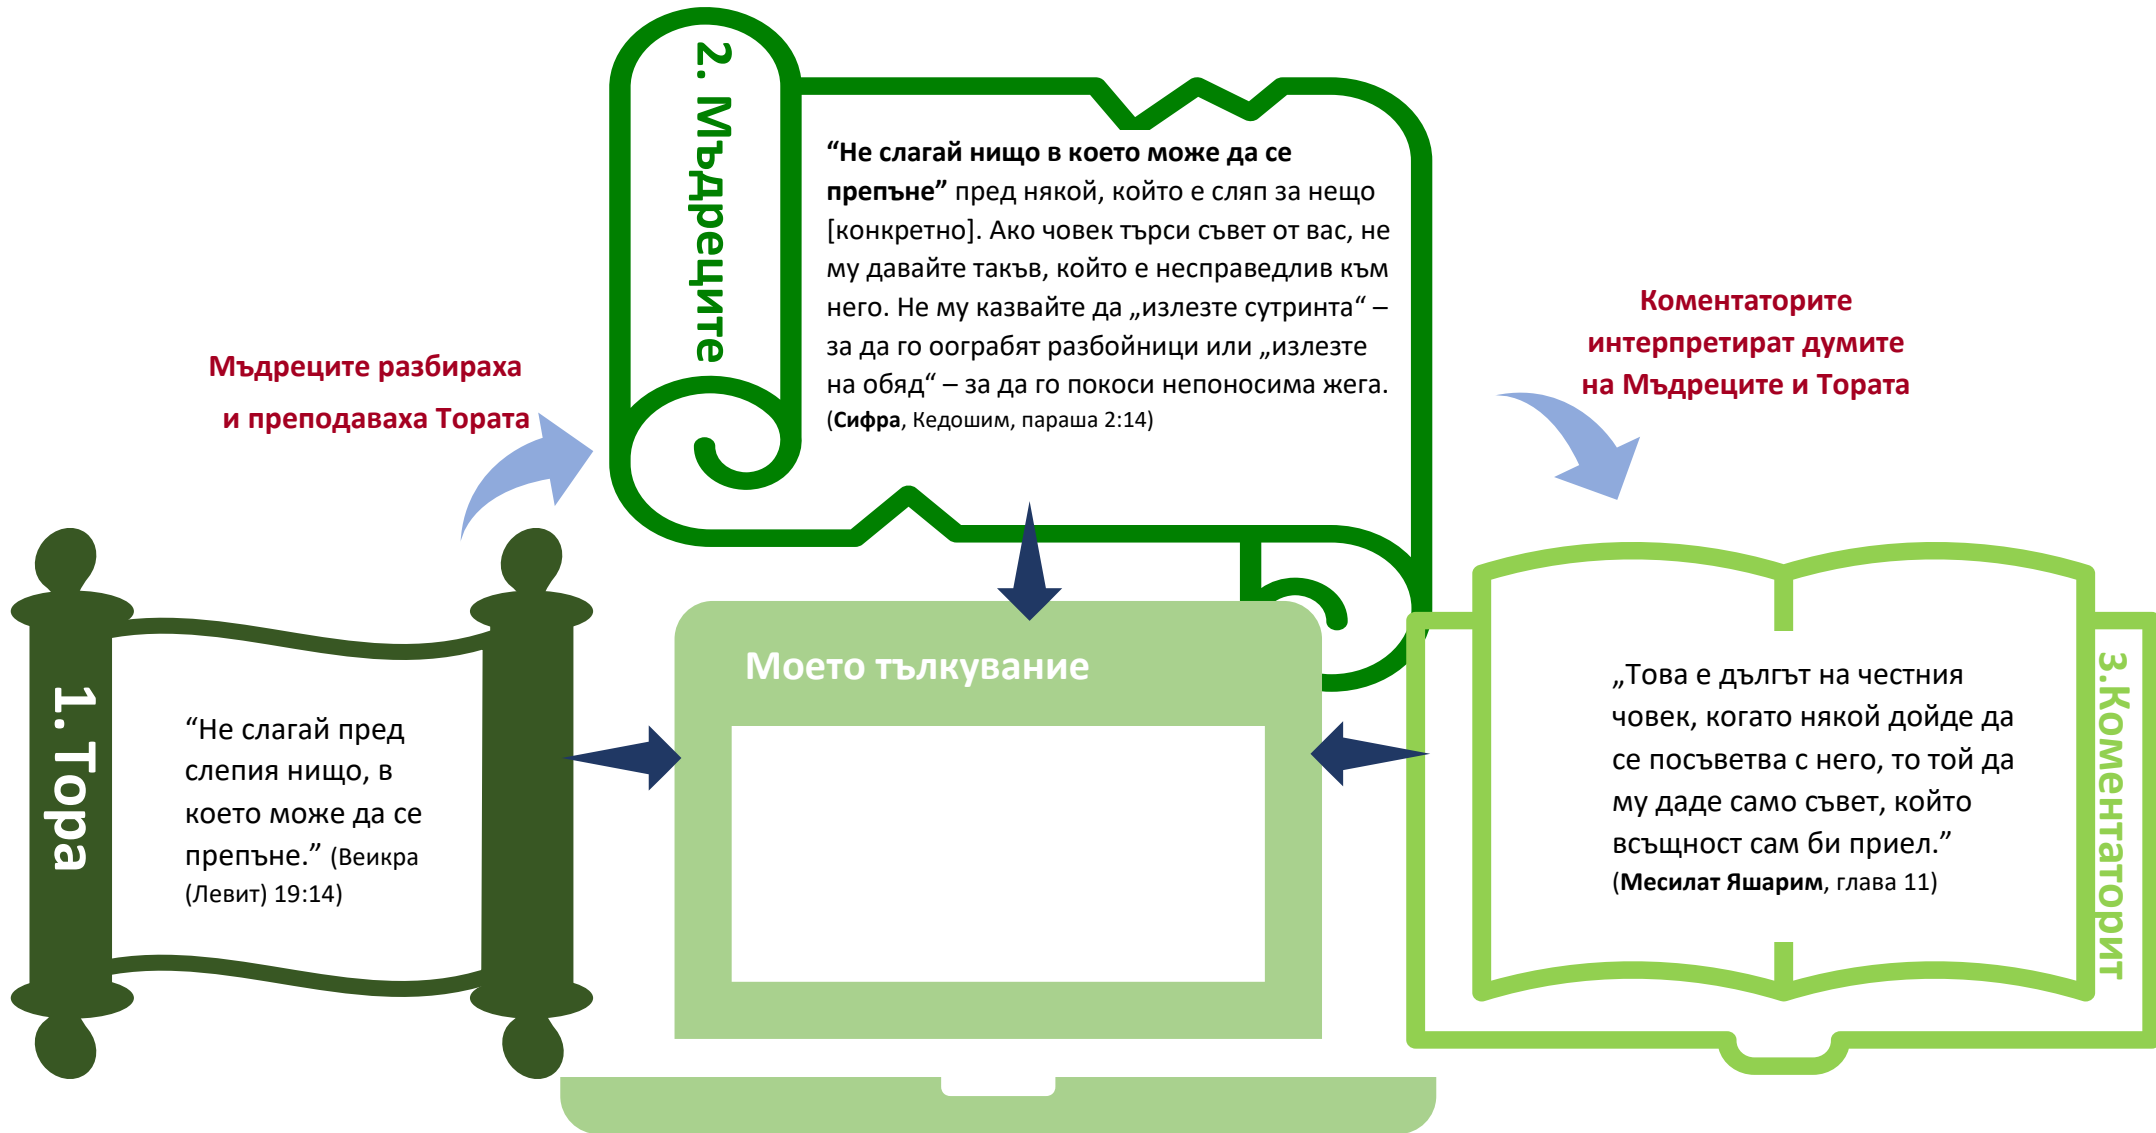 1. Тора
“Не слагай пред
слепия нищо, в
което може да се
препъне.” (Веикра
(Левит) 19:14)
Мъдреците разбираха
и преподаваха Тората
2. Мъдреците
“Не слагай нищо в което може да се
препъне” пред някой, който е сляп за нещо
[конкретно]. Ако човек търси съвет от вас, не
му давайте такъв, който е несправедлив към
него. Не му казвайте да „излезте сутринта“ –
за да го оограбят разбойници или „излезте
на обяд“ – за да го покоси непоносима жега.
(Сифра, Кедошим, параша 2:14)
Коментаторите
интерпретират думите
на Мъдреците и Тората
3.Коментаторит
„Това е дългът на честния
човек, когато някой дойде да
се посъветва с него, то той да
му даде само съвет, който
всъщност сам би приел.”
(Месилат Яшарим, глава 11)
Моето тълкувание